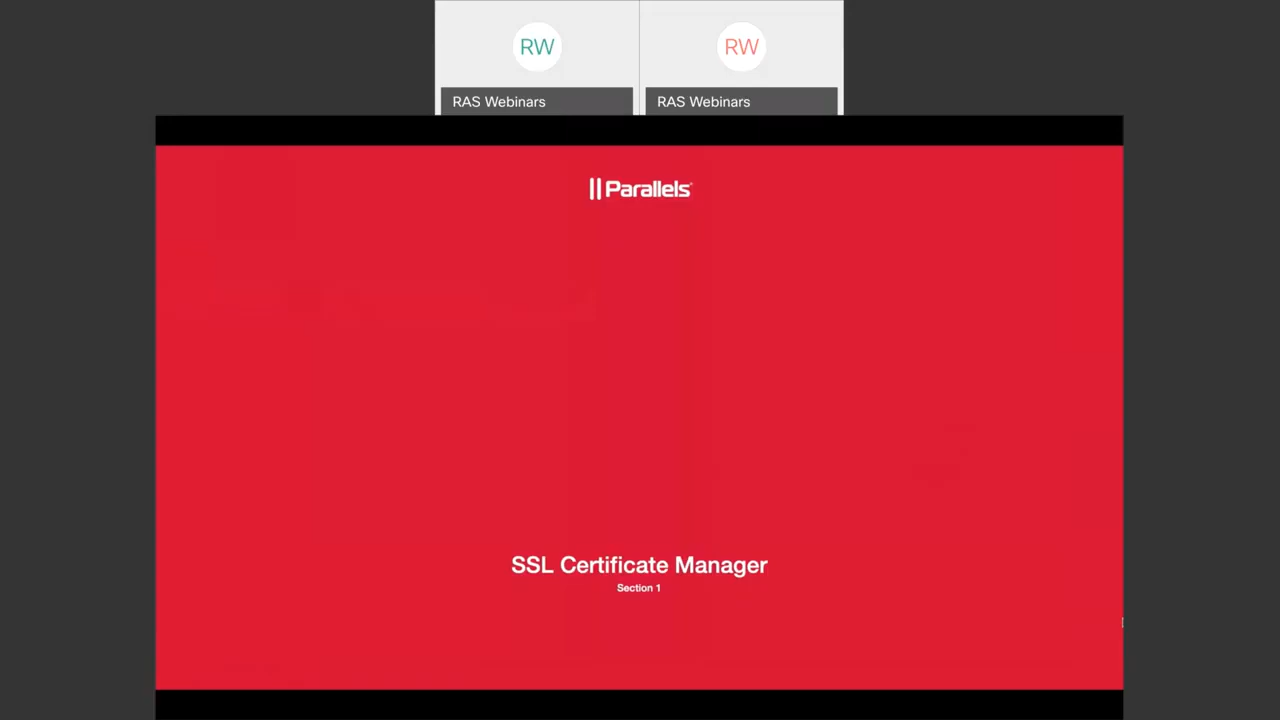 RW
RW
RAS Webinars
RAS Webinars
Parallels
SSL Certificate Manager
Section 1